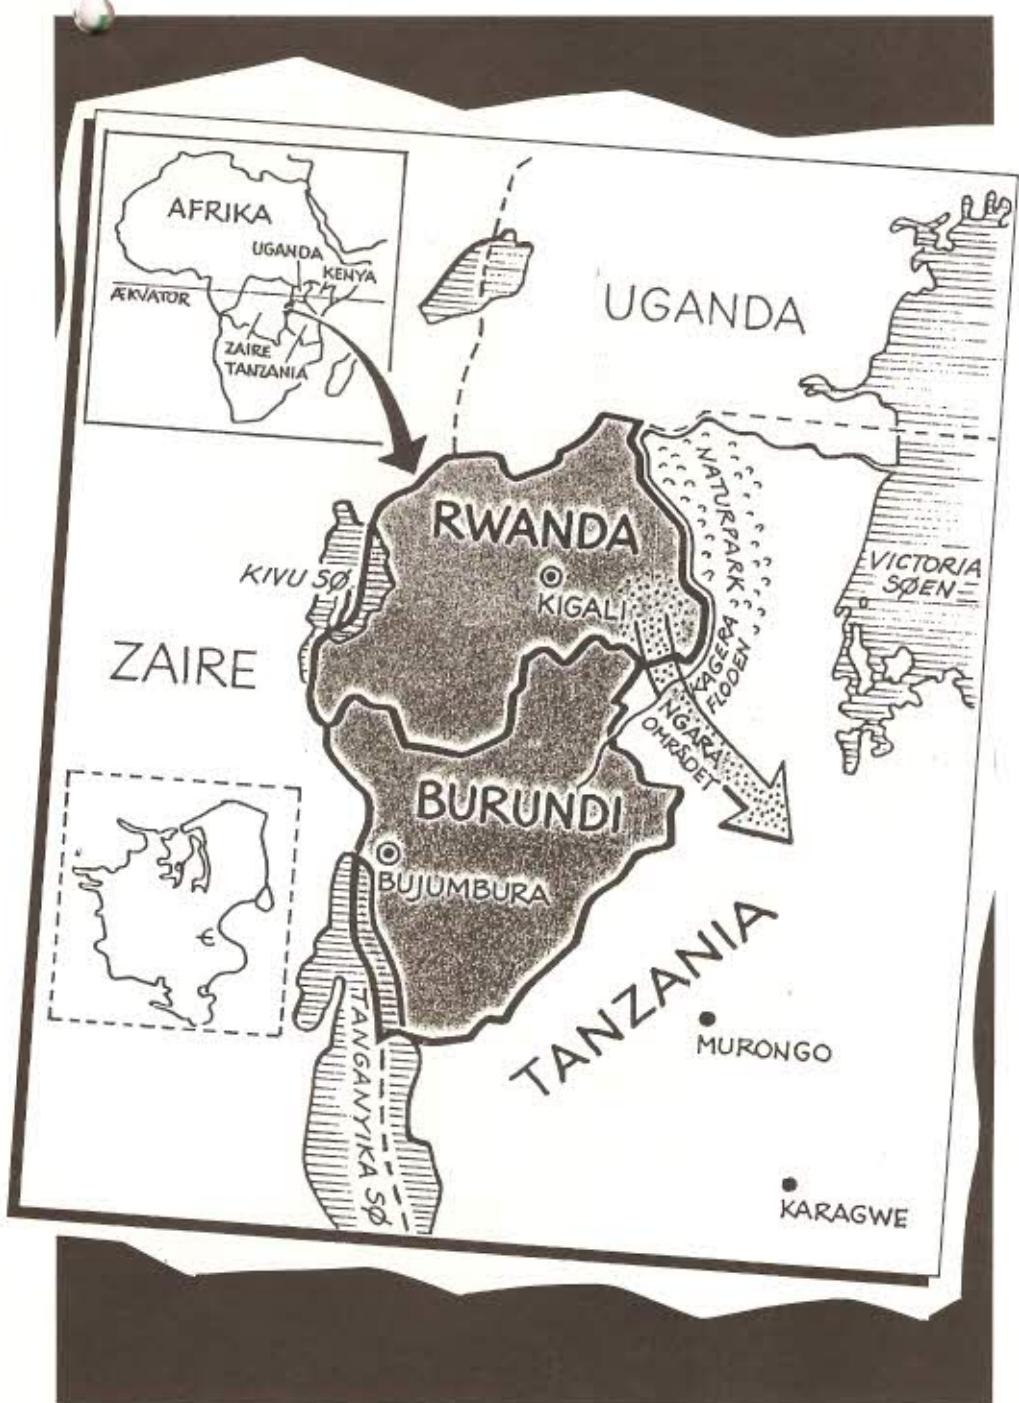 AFRIKA
UGANDA
KENYA
ÆKVATOR
ZAIRE
TANZANIA
UGANDA
NATURPARK
RWANDA
KIGALI
KIVU SØ
VICTORIA
SØEN
ZAIRE
KAGERA
FLODEN
NGARA
OMRÅDET
BURUNDI
BUJUMBURA
TANZANIA
TANGANYIKA SØ
MURONGO
KARAGWE